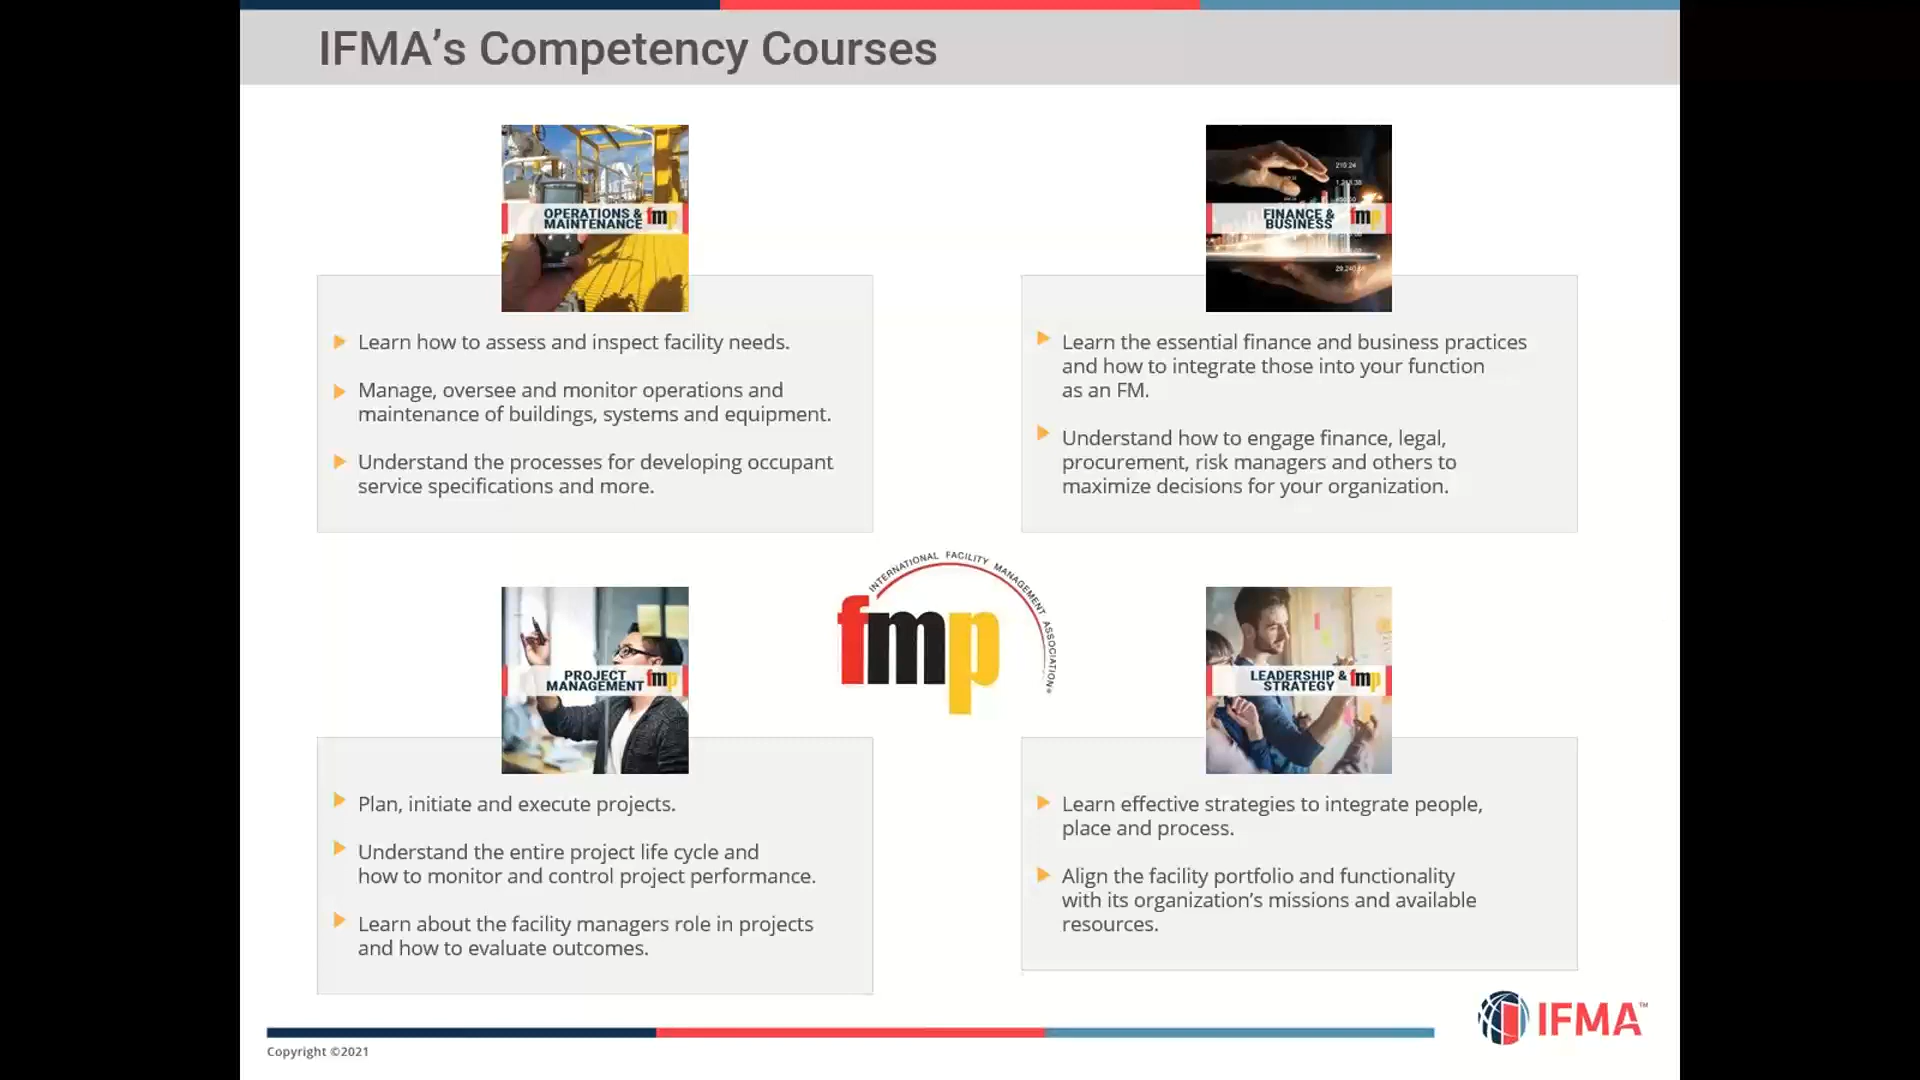 IFMA’s Competency Courses
OPERATIONS &
MAINTENANCE
fmp
Learn how to assess and inspect facility needs.
Manage, oversee and monitor operations and
maintenance of buildings, systems and equipment.
Understand the processes for developing occupant
service specifications and more.
210.24
FINANCE &
BUSINESS
fmp
Learn the essential finance and business practices
and how to integrate those into your function
as an FM.
Understand how to engage finance, legal,
procurement, risk managers and others to
maximize decisions for your organization.
INTERNATIONAL FACILITY MANAGEMENT ASSOCIATION®
fmp
PROJECT
MANAGEMENT
fmp
Plan, initiate and execute projects.
Understand the entire project life cycle and
how to monitor and control project performance.
Learn about the facility managers role in projects
and how to evaluate outcomes.
LEADERSHIP &
STRATEGY
fmp
Learn effective strategies to integrate people,
place and process.
Align the facility portfolio and functionality
with its organization’s missions and available
resources.
IFMA™
Copyright ©2021